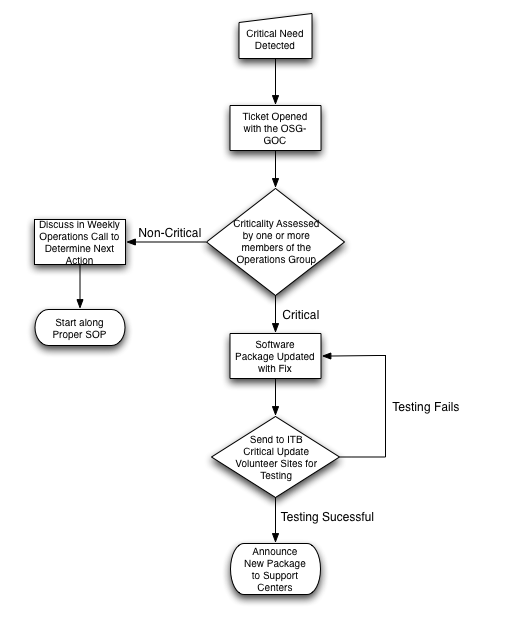 Critical Need
Detected
Ticket Opened
with the OSG-
GOC
Criticality Assessed
by one or more
members of the
Operations Group
Non-Critical
Discuss in Weekly
Operations Call to
Determine Next
Action
Start along
Proper SOP
Critical
Software
Package Updated
with Fix
Testing Fails
Send to ITB
Critical Update
Volunteer Sites for
Testing
Testing Sucessful
Announce
New Package
to Support
Centers